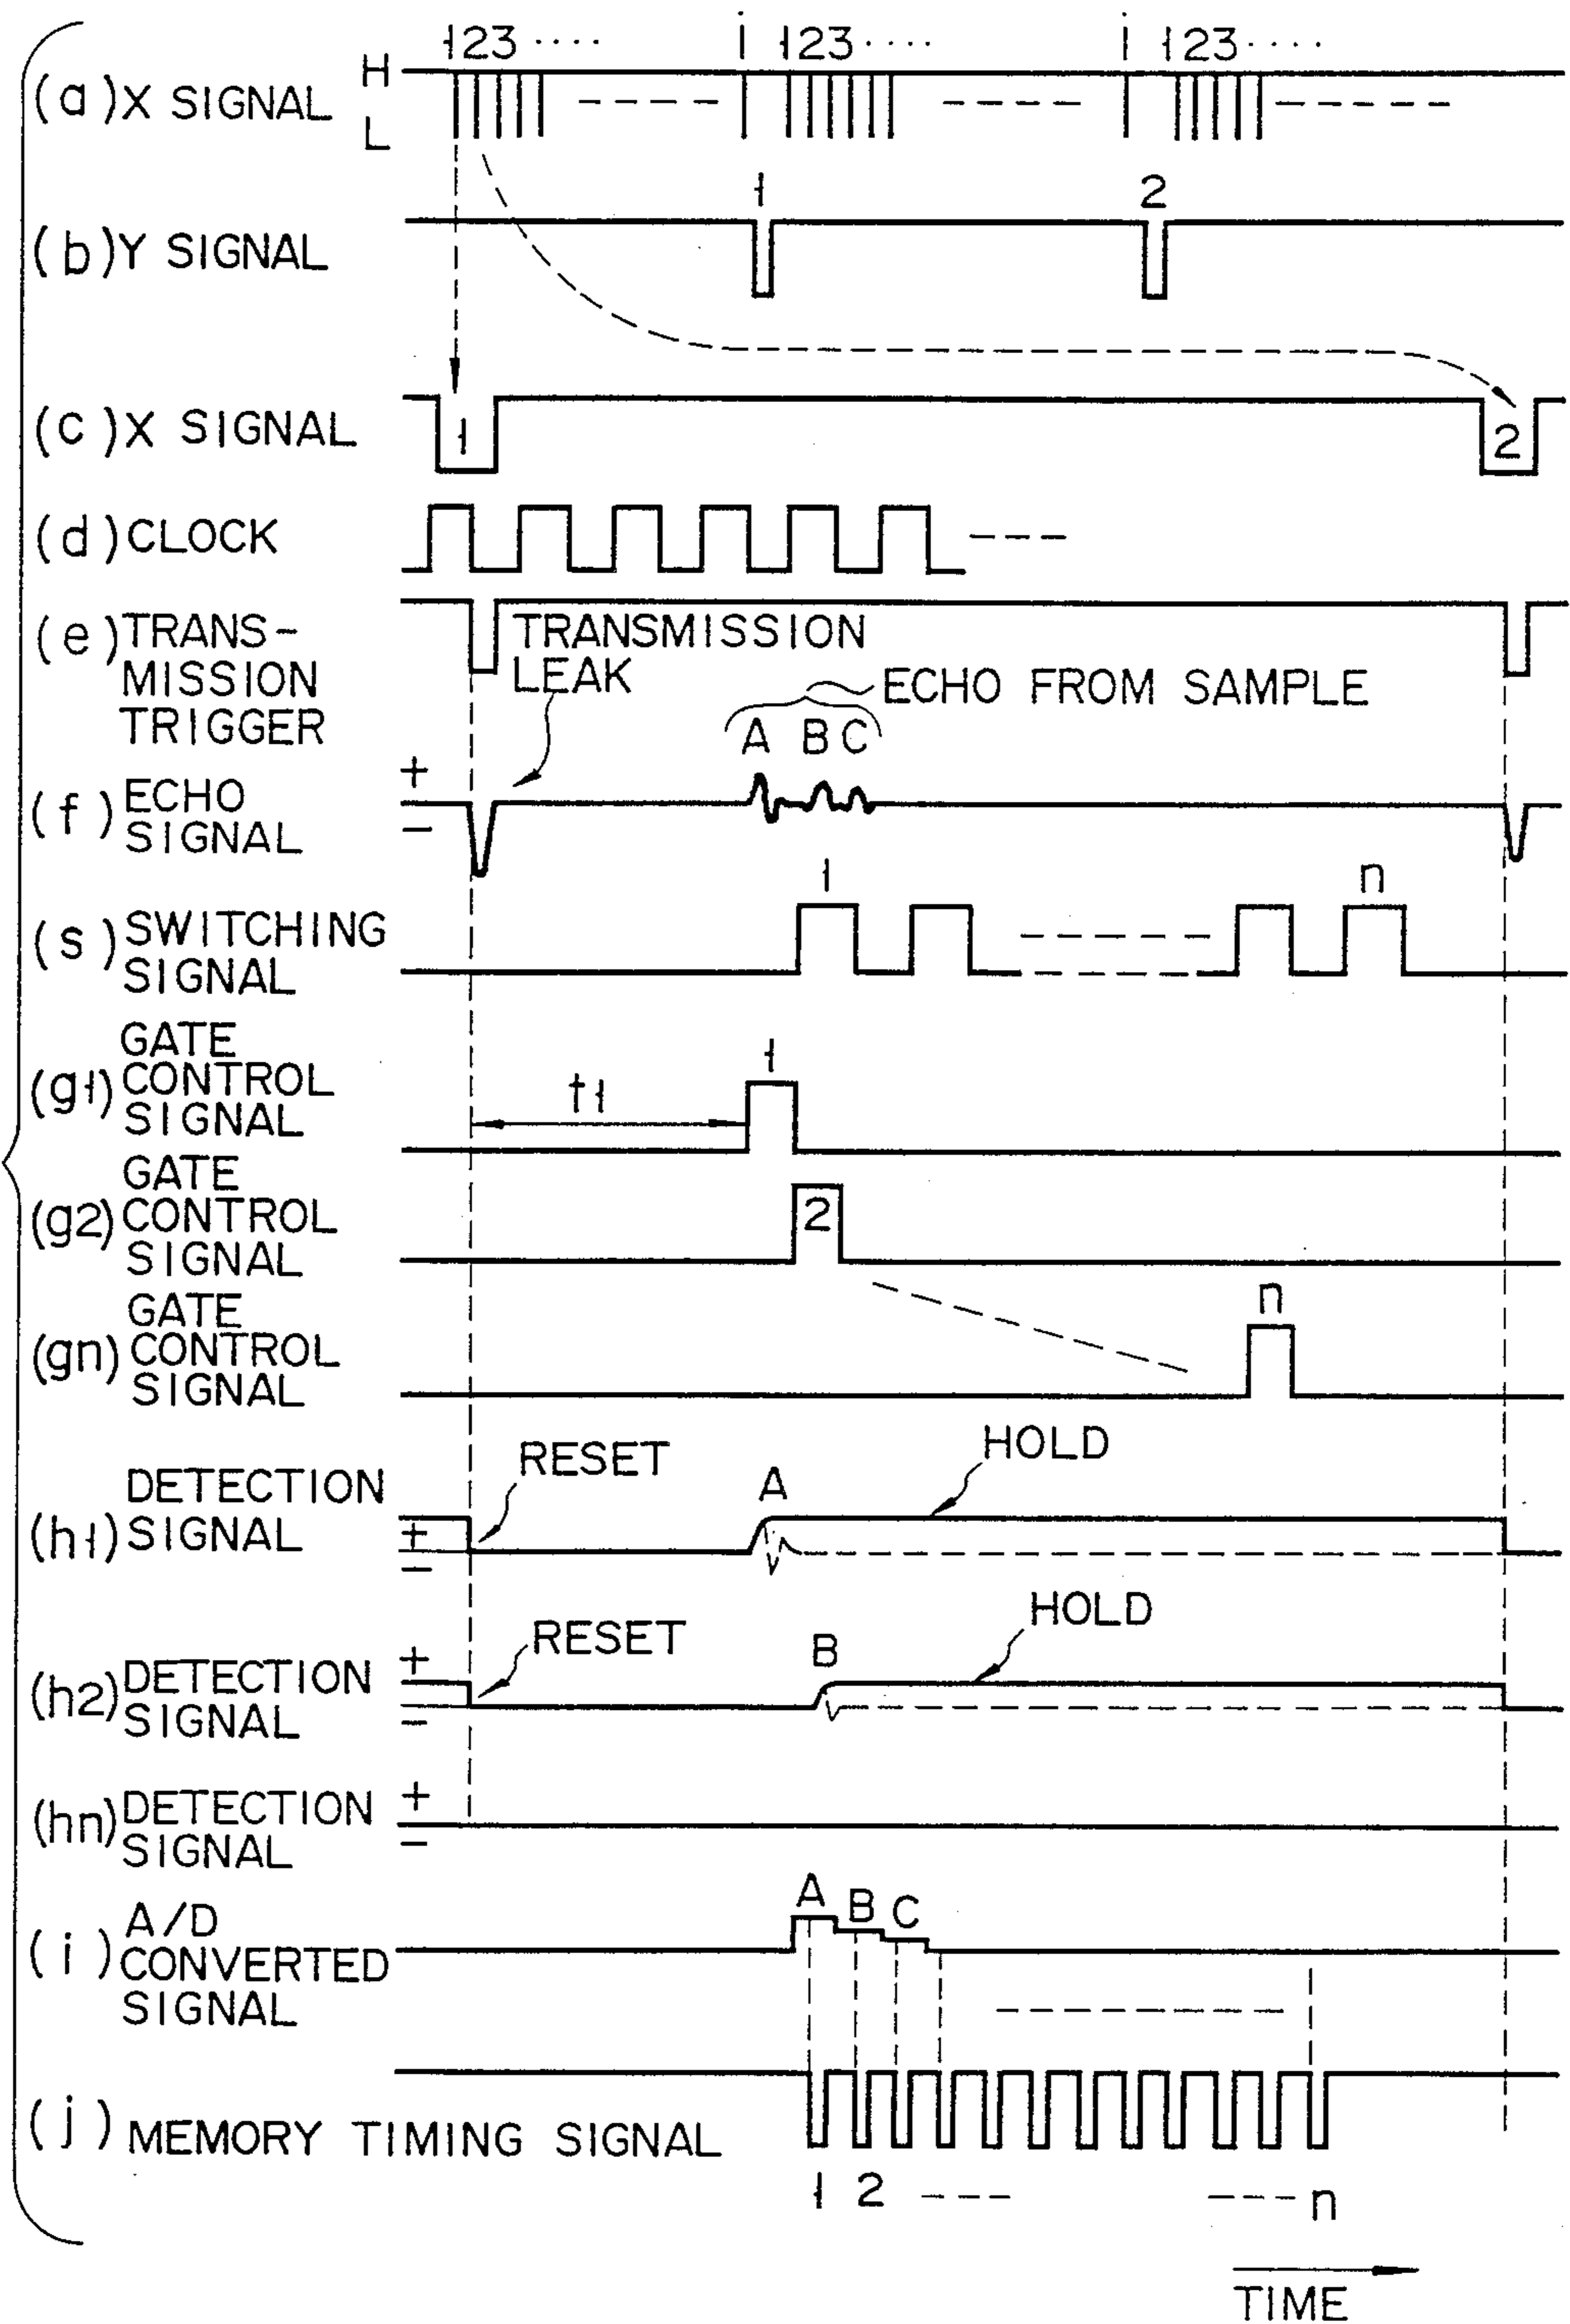 123 ····   i 123 ····   i 123 ····
(a) X SIGNAL H L
1 2
(b) Y SIGNAL
(c) X SIGNAL 1 2
(d) CLOCK
(e) TRANS-
MISSION
TRIGGER
TRANSMISSION
LEAK
ECHO FROM SAMPLE
A B C
(f) ECHO
SIGNAL
+
−
1 n
(s) SWITCHING
SIGNAL
(g1) GATE
CONTROL
SIGNAL
t1 1
(g2) GATE
CONTROL
SIGNAL
2
(gn) GATE
CONTROL
SIGNAL
n
RESET A HOLD
(h1) DETECTION
SIGNAL
+
−
RESET B HOLD
(h2) DETECTION
SIGNAL
+
−
(hn) DETECTION
SIGNAL
+
−
A B C
(i) A/D
CONVERTED
SIGNAL
(j) MEMORY TIMING SIGNAL
1 2 --- --- n
TIME